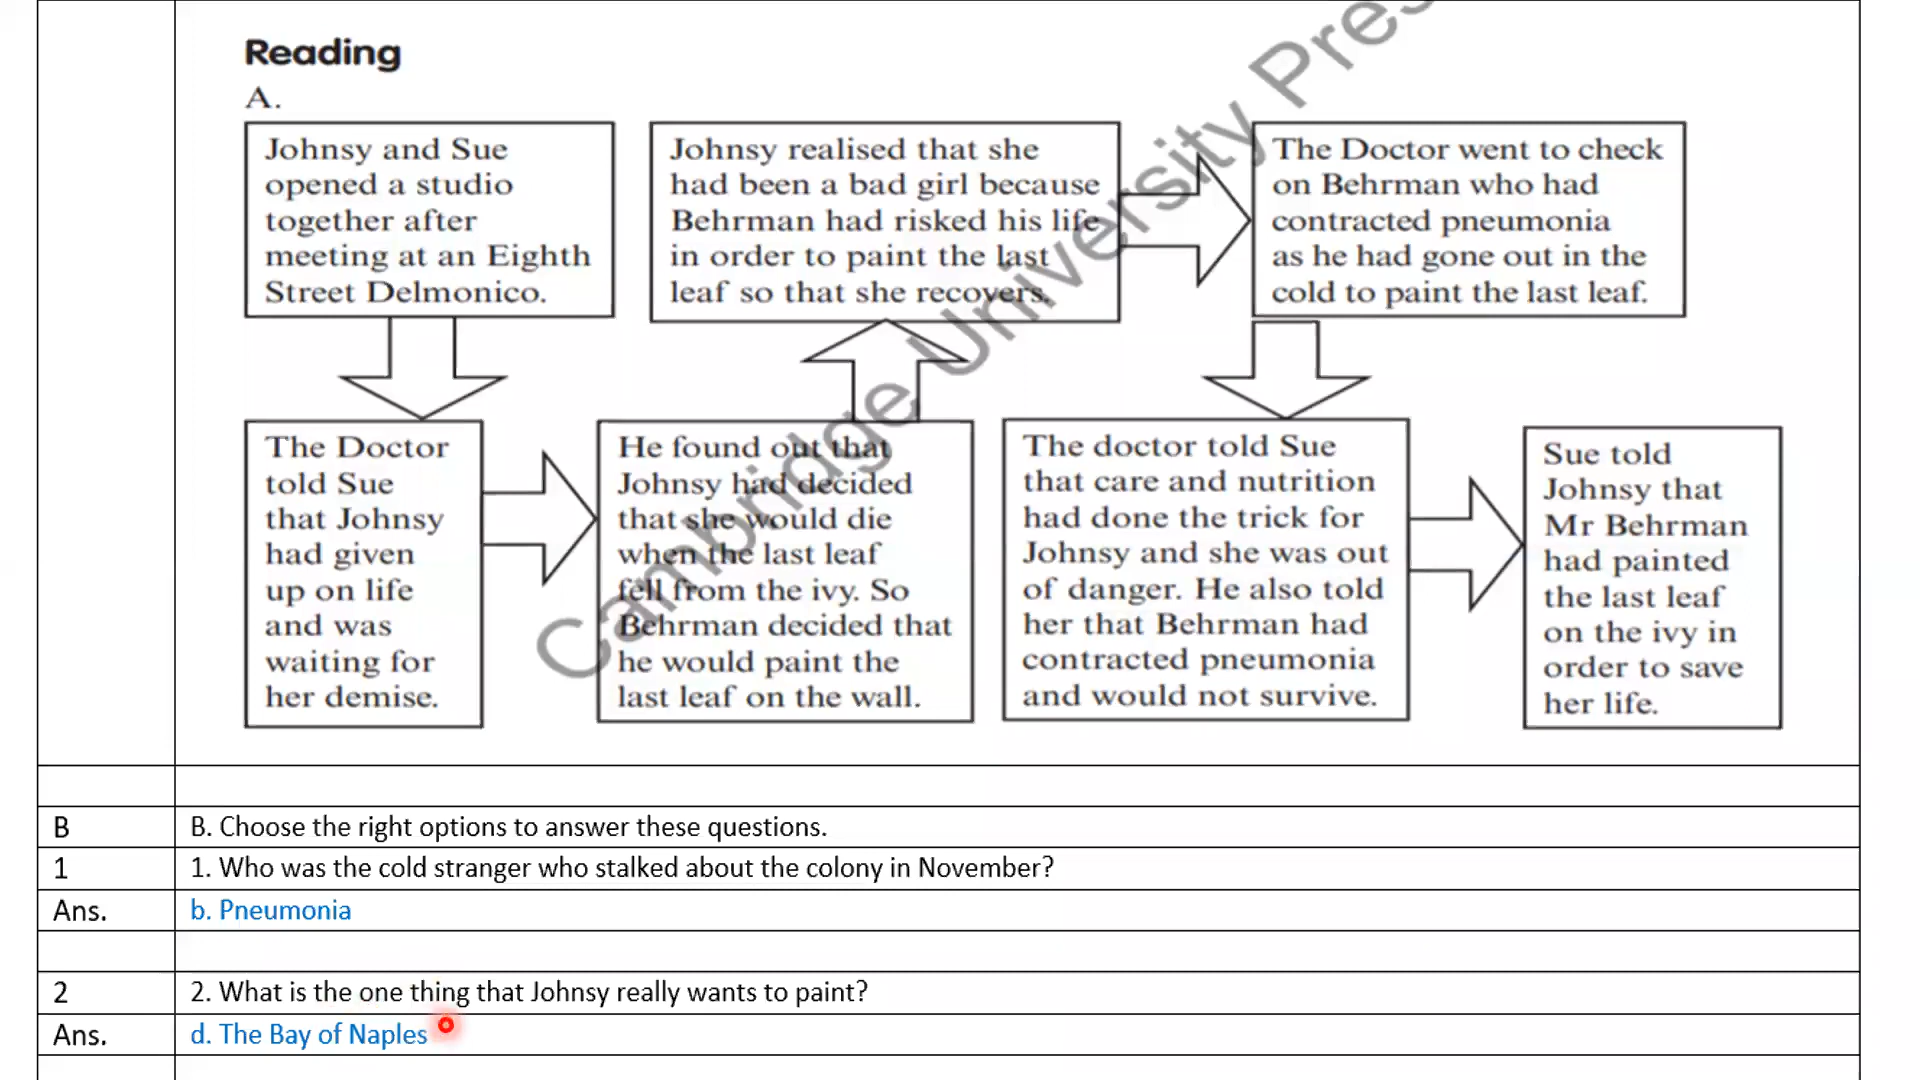 Reading
A.
Johnsy and Sue
opened a studio
together after
meeting at an Eighth
Street Delmonico.
The Doctor
told Sue
that Johnsy
had given
up on life
and was
waiting for
her demise.
He found out that
Johnsy had decided
that she would die
when the last leaf
fell from the ivy. So
Behrman decided that
he would paint the
last leaf on the wall.
Johnsy realised that she
had been a bad girl because
Behrman had risked his life
in order to paint the last
leaf so that she recovers.
The Doctor went to check
on Behrman who had
contracted pneumonia
as he had gone out in the
cold to paint the last leaf.
The doctor told Sue
that care and nutrition
had done the trick for
Johnsy and she was out
of danger. He also told
her that Behrman had
contracted pneumonia
and would not survive.
Sue told
Johnsy that
Mr Behrman
had painted
the last leaf
on the ivy in
order to save
her life.
Cambridge University Pres
B B. Choose the right options to answer these questions.
1 1. Who was the cold stranger who stalked about the colony in November?
Ans. b. Pneumonia
2 2. What is the one thing that Johnsy really wants to paint?
Ans. d. The Bay of Naples